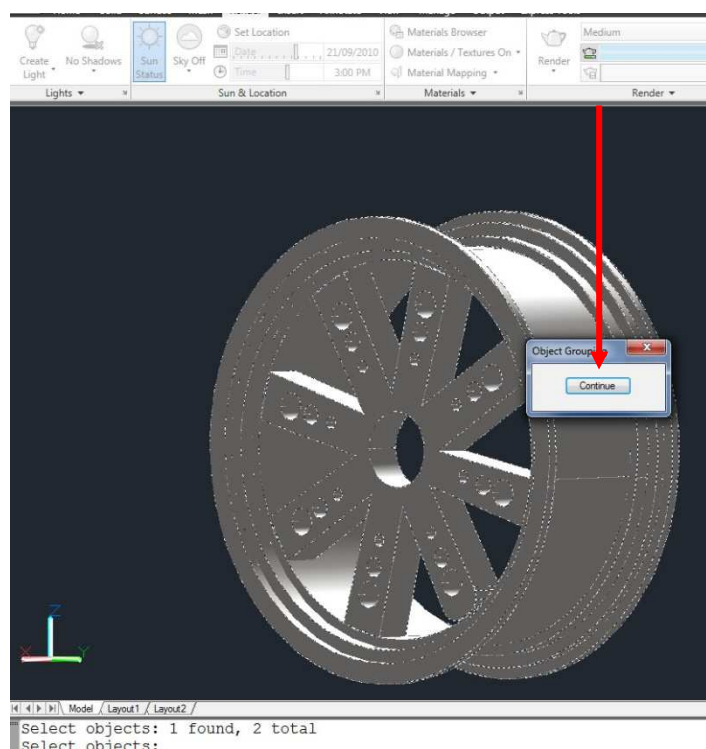 Create Light
No Shadows
Sun Status
Sky Off
Set Location
Date 21/09/2010
Time 3:00 PM
Materials Browser
Materials / Textures On
Material Mapping
Render
Medium
Lights
Sun & Location
Materials
Render
Object Grouping
Continue
Z
X
Y
Model / Layout1 / Layout2 /
Select objects: 1 found, 2 total
Select objects: